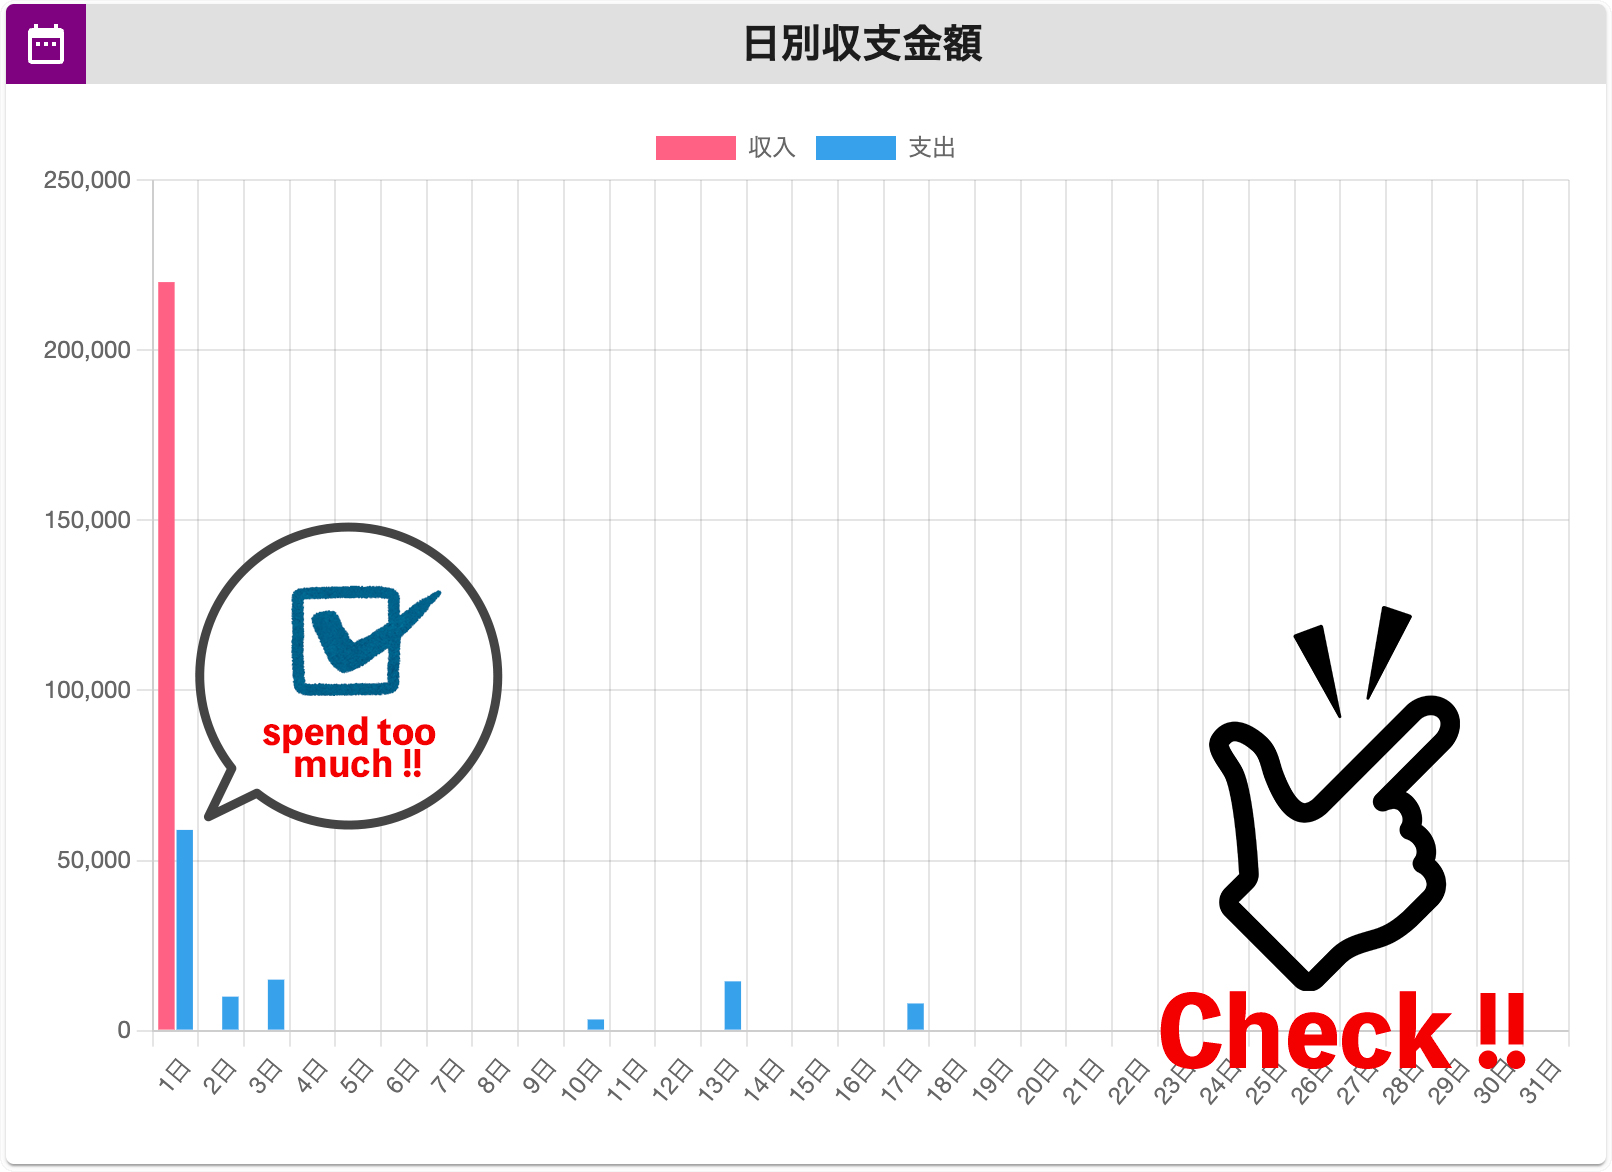 日別収支金額
収入 支出
250,000
200,000
150,000
100,000
50,000
0
spend too
much !!
Check !!
1日 2日 3日 4日 5日 6日 7日 8日 9日 10日 11日 12日 13日 14日 15日 16日 17日 18日 19日 20日 21日 22日 23日 24日 25日 26日 27日 28日 29日 30日 31日